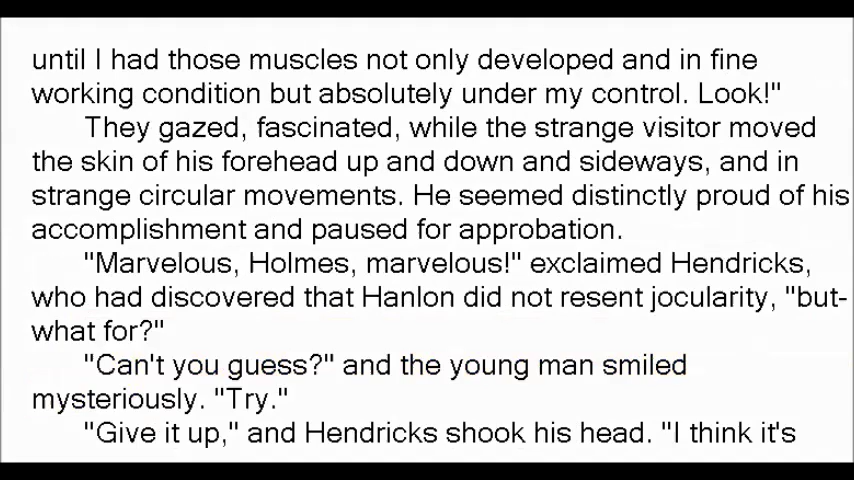 until I had those muscles not only developed and in fine
working condition but absolutely under my control. Look!"
They gazed, fascinated, while the strange visitor moved
the skin of his forehead up and down and sideways, and in
strange circular movements. He seemed distinctly proud of his
accomplishment and paused for approbation.
"Marvelous, Holmes, marvelous!" exclaimed Hendricks,
who had discovered that Hanlon did not resent jocularity, "but-
what for?"
"Can't you guess?" and the young man smiled
mysteriously. "Try."
"Give it up," and Hendricks shook his head. "I think it's